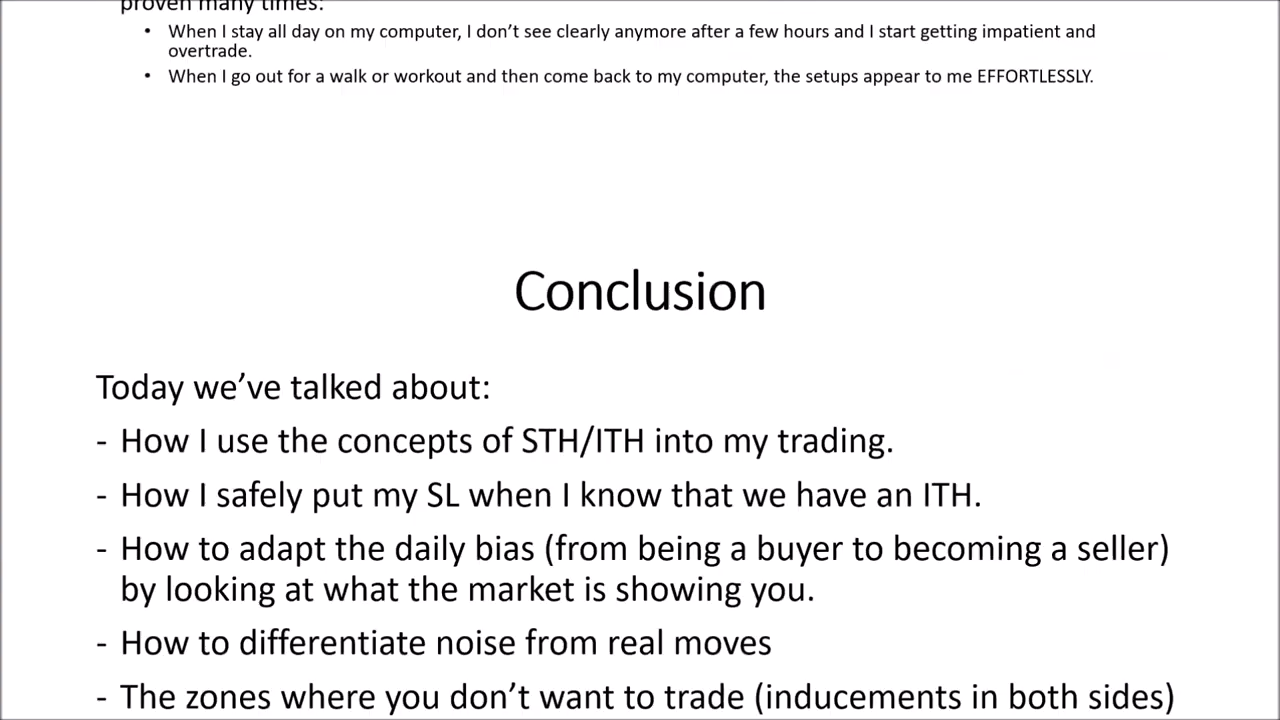 proven many times:
• When I stay all day on my computer, I don’t see clearly anymore after a few hours and I start getting impatient and
overtrade.
• When I go out for a walk or workout and then come back to my computer, the setups appear to me EFFORTLESSLY.
Conclusion
Today we’ve talked about:
- How I use the concepts of STH/ITH into my trading.
- How I safely put my SL when I know that we have an ITH.
- How to adapt the daily bias (from being a buyer to becoming a seller)
by looking at what the market is showing you.
- How to differentiate noise from real moves
- The zones where you don’t want to trade (inducements in both sides)